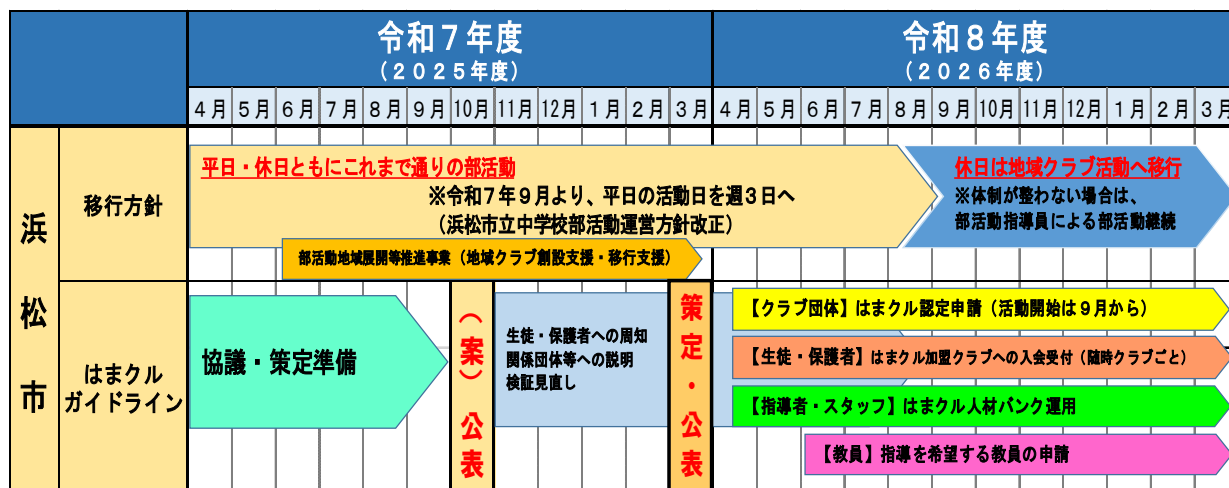 令和７年度
（２０２５年度）
令和８年度
（２０２６年度）
４月 ５月 ６月 ７月 ８月 ９月 10月 11月 12月 １月 ２月 ３月 ４月 ５月 ６月 ７月 ８月 ９月 10月 11月 12月 １月 ２月 ３月
浜松市
移行方針
平日・休日ともにこれまで通りの部活動
※令和７年９月より、平日の活動日を週３日へ
（浜松市立中学校部活動運営方針改正）
休日は地域クラブ活動へ移行
※体制が整わない場合は、
部活動指導員による部活動継続
部活動地域展開等推進事業（地域クラブ創設支援・移行支援）
はまクル
ガイドライン
協議・策定準備
（案）公表
生徒・保護者への周知
関係団体等への説明
検証見直し
策定・公表
【クラブ団体】はまクル認定申請（活動開始は９月から）
【生徒・保護者】はまクル加盟クラブへの入会受付（随時クラブごと）
【指導者・スタッフ】はまクル人材バンク運用
【教員】指導を希望する教員の申請